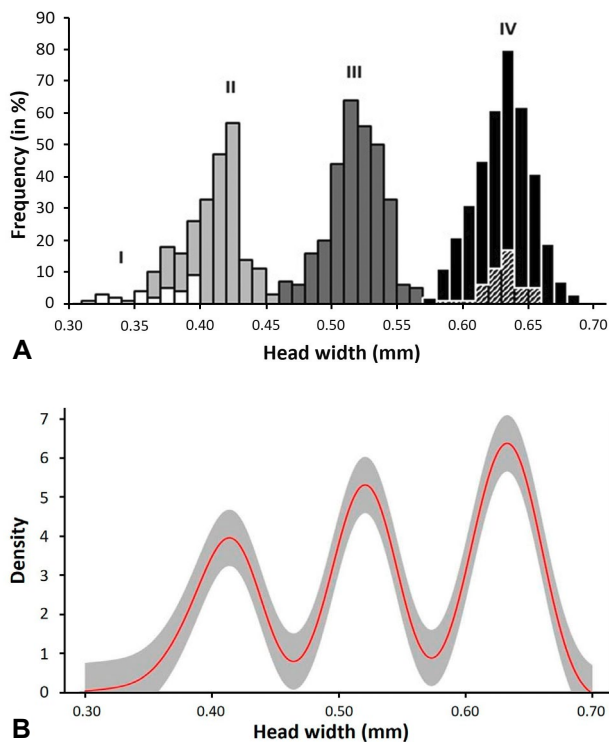 90
80
70
60
50
40
30
20
10
0
Frequency (in %)
I
II
III
IV
0.30 0.35 0.40 0.45 0.50 0.55 0.60 0.65 0.70
Head width (mm)
A
7
6
5
4
3
2
1
0
Density
0.30 0.40 0.50 0.60 0.70
Head width (mm)
B